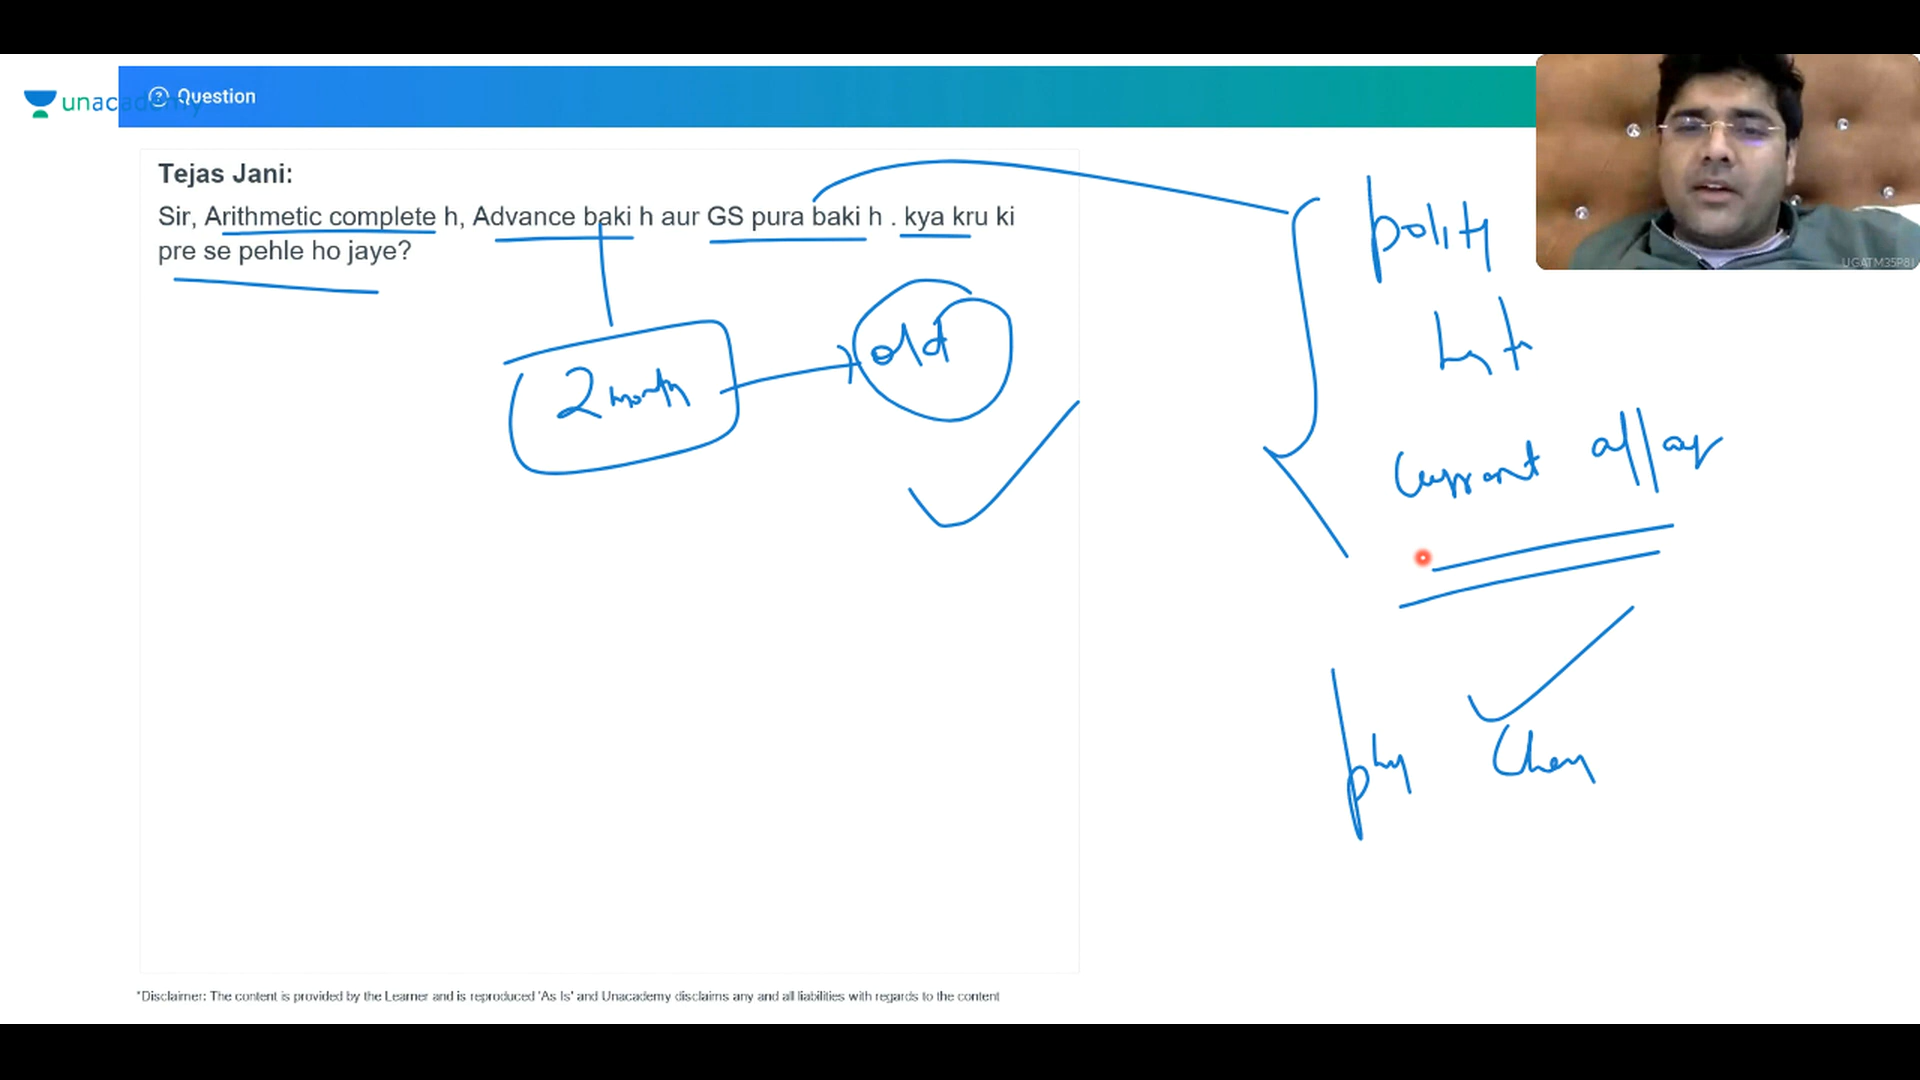 unacademy
Question
Tejas Jani:
Sir, Arithmetic complete h, Advance baki h aur GS pura baki h . kya kru ki
pre se pehle ho jaye?
polity
2 month
old
Current affair
phy Chem
*Disclaimer: The content is provided by the Learner and is reproduced 'As Is' and Unacademy disclaims any and all liabilities with regards to the content
UGATM35P8I